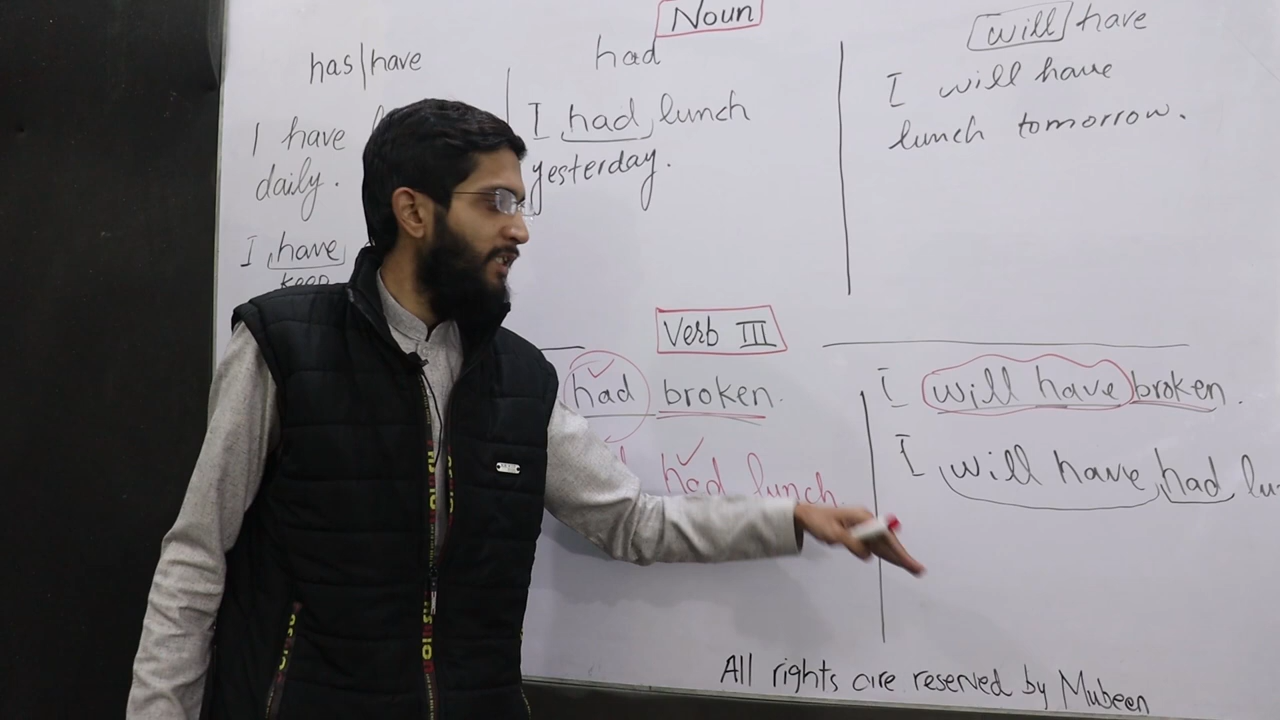 Noun
has|have
had
will have
I have
daily.
I had lunch
yesterday.
I will have
lunch tomorrow.
I have
keep
Verb III
had broken.
had lunch.
I will have broken.
I will have had
All rights are reserved by Mubeen